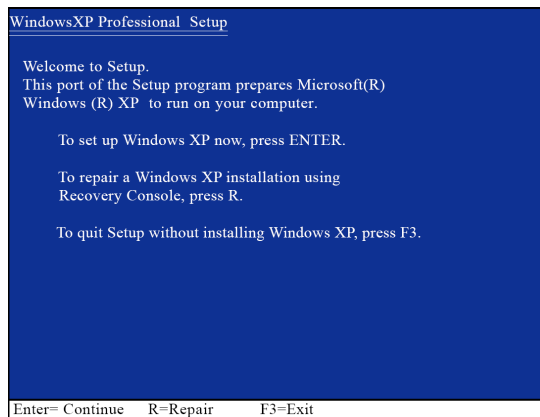 WindowsXP Professional Setup
Welcome to Setup.
This port of the Setup program prepares Microsoft(R)
Windows (R) XP to run on your computer.
To set up Windows XP now, press ENTER.
To repair a Windows XP installation using
Recovery Console, press R.
To quit Setup without installing Windows XP, press F3.
Enter= Continue R=Repair F3=Exit